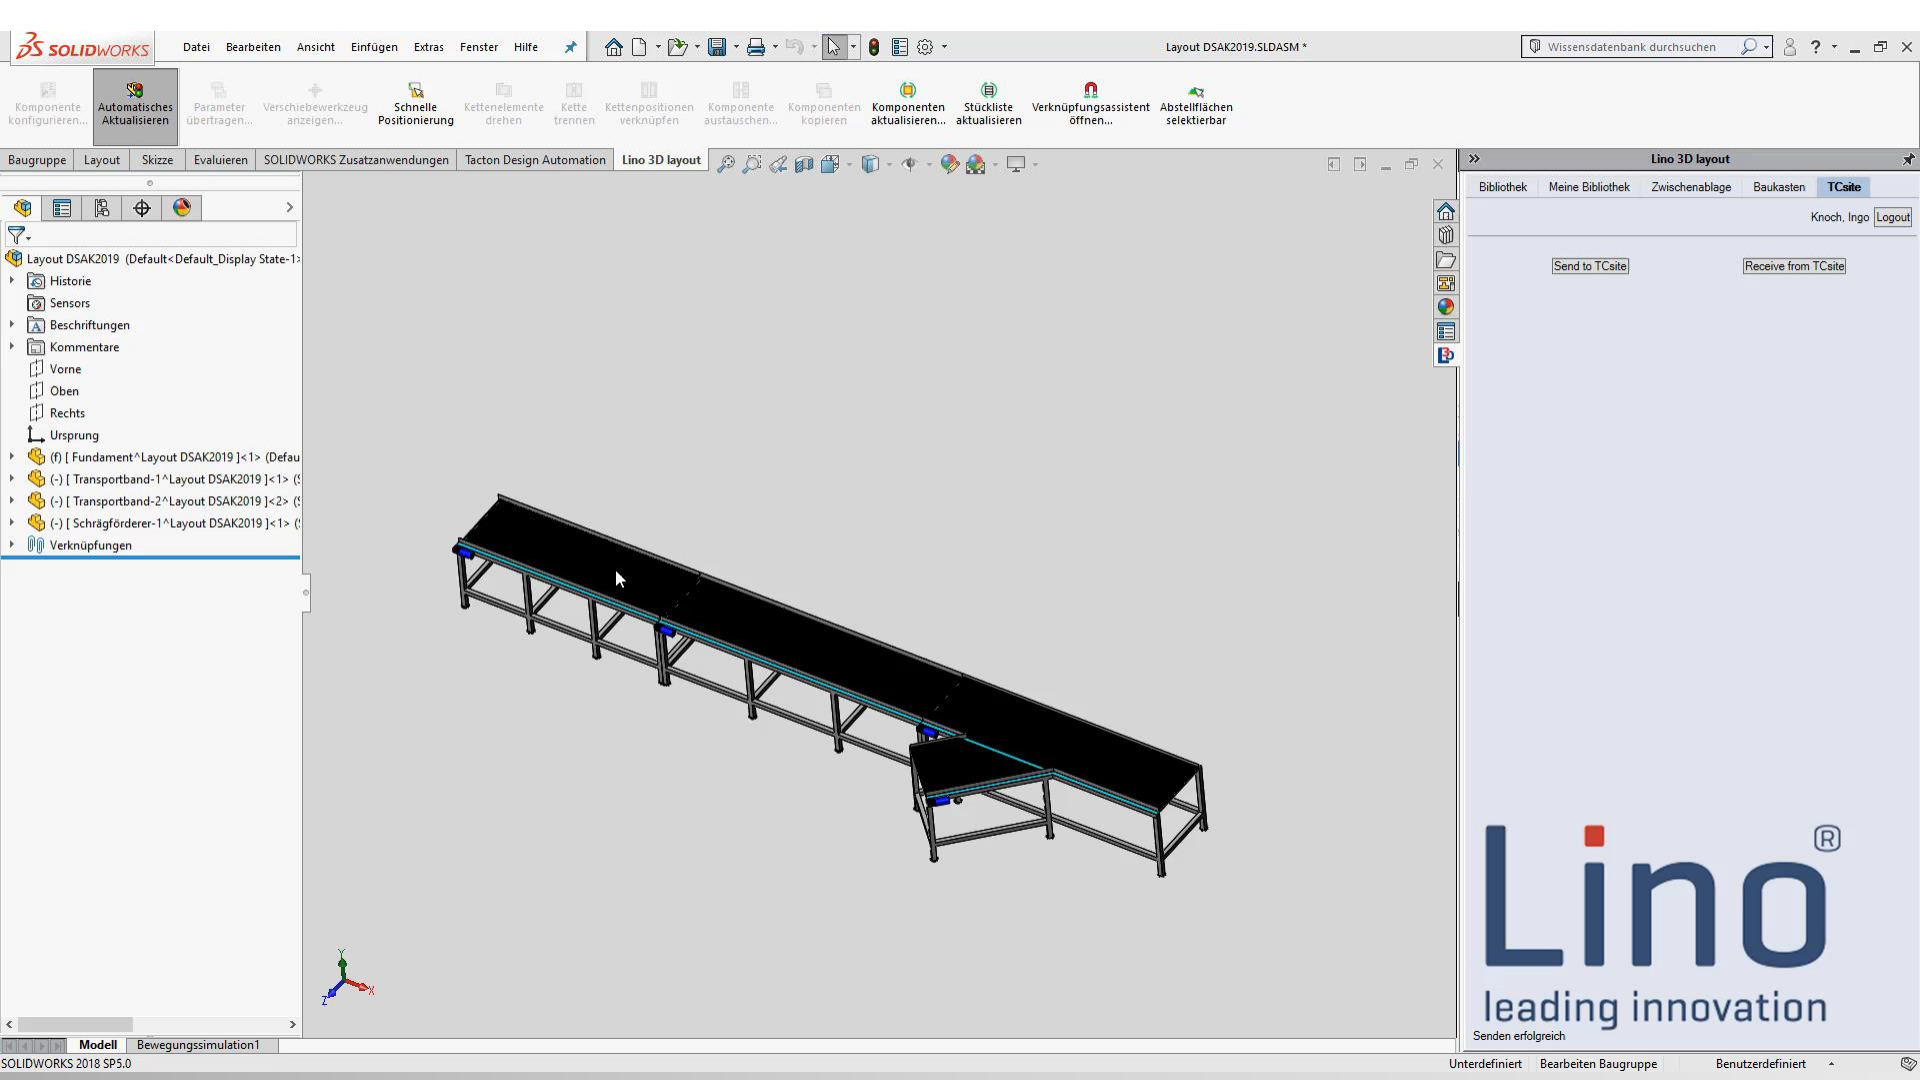 SOLIDWORKS
Datei Bearbeiten Ansicht Einfügen Extras Fenster Hilfe
Layout DSAK2019.SLDASM *
Wissensdatenbank durchsuchen
?
Komponente konfigurieren...
Automatisches Aktualisieren
Parameter übertragen...
Verschiebewerkzeug anzeigen...
Schnelle Positionierung
Kettenelemente drehen
Kette trennen
Kettenpositionen verknüpfen
Komponente austauschen...
Komponenten kopieren
Komponenten aktualisieren...
Stückliste aktualisieren
Verknüpfungsassistent öffnen...
Abstellflächen selektierbar
Baugruppe Layout Skizze Evaluieren SOLIDWORKS Zusatzanwendungen Tacton Design Automation Lino 3D layout
Lino 3D layout
Bibliothek Meine Bibliothek Zwischenablage Baukasten TCsite
Knoch, Ingo Logout
Send to TCsite Receive from TCsite
Layout DSAK2019 (Default<Default_Display State-1>
Historie
Sensors
Beschriftungen
Kommentare
Vorne
Oben
Rechts
Ursprung
(f) [ Fundament^Layout DSAK2019 ]<1> (Defau
(-) [ Transportband-1^Layout DSAK2019 ]<1> (
(-) [ Transportband-2^Layout DSAK2019 ]<2> (
(-) [ Schrägförderer-1^Layout DSAK2019 ]<1> (
Verknüpfungen
Y
X
Z
Lino®
leading innovation
Senden erfolgreich
Modell Bewegungssimulation1
SOLIDWORKS 2018 SP5.0
Unterdefiniert Bearbeiten Baugruppe Benutzerdefiniert